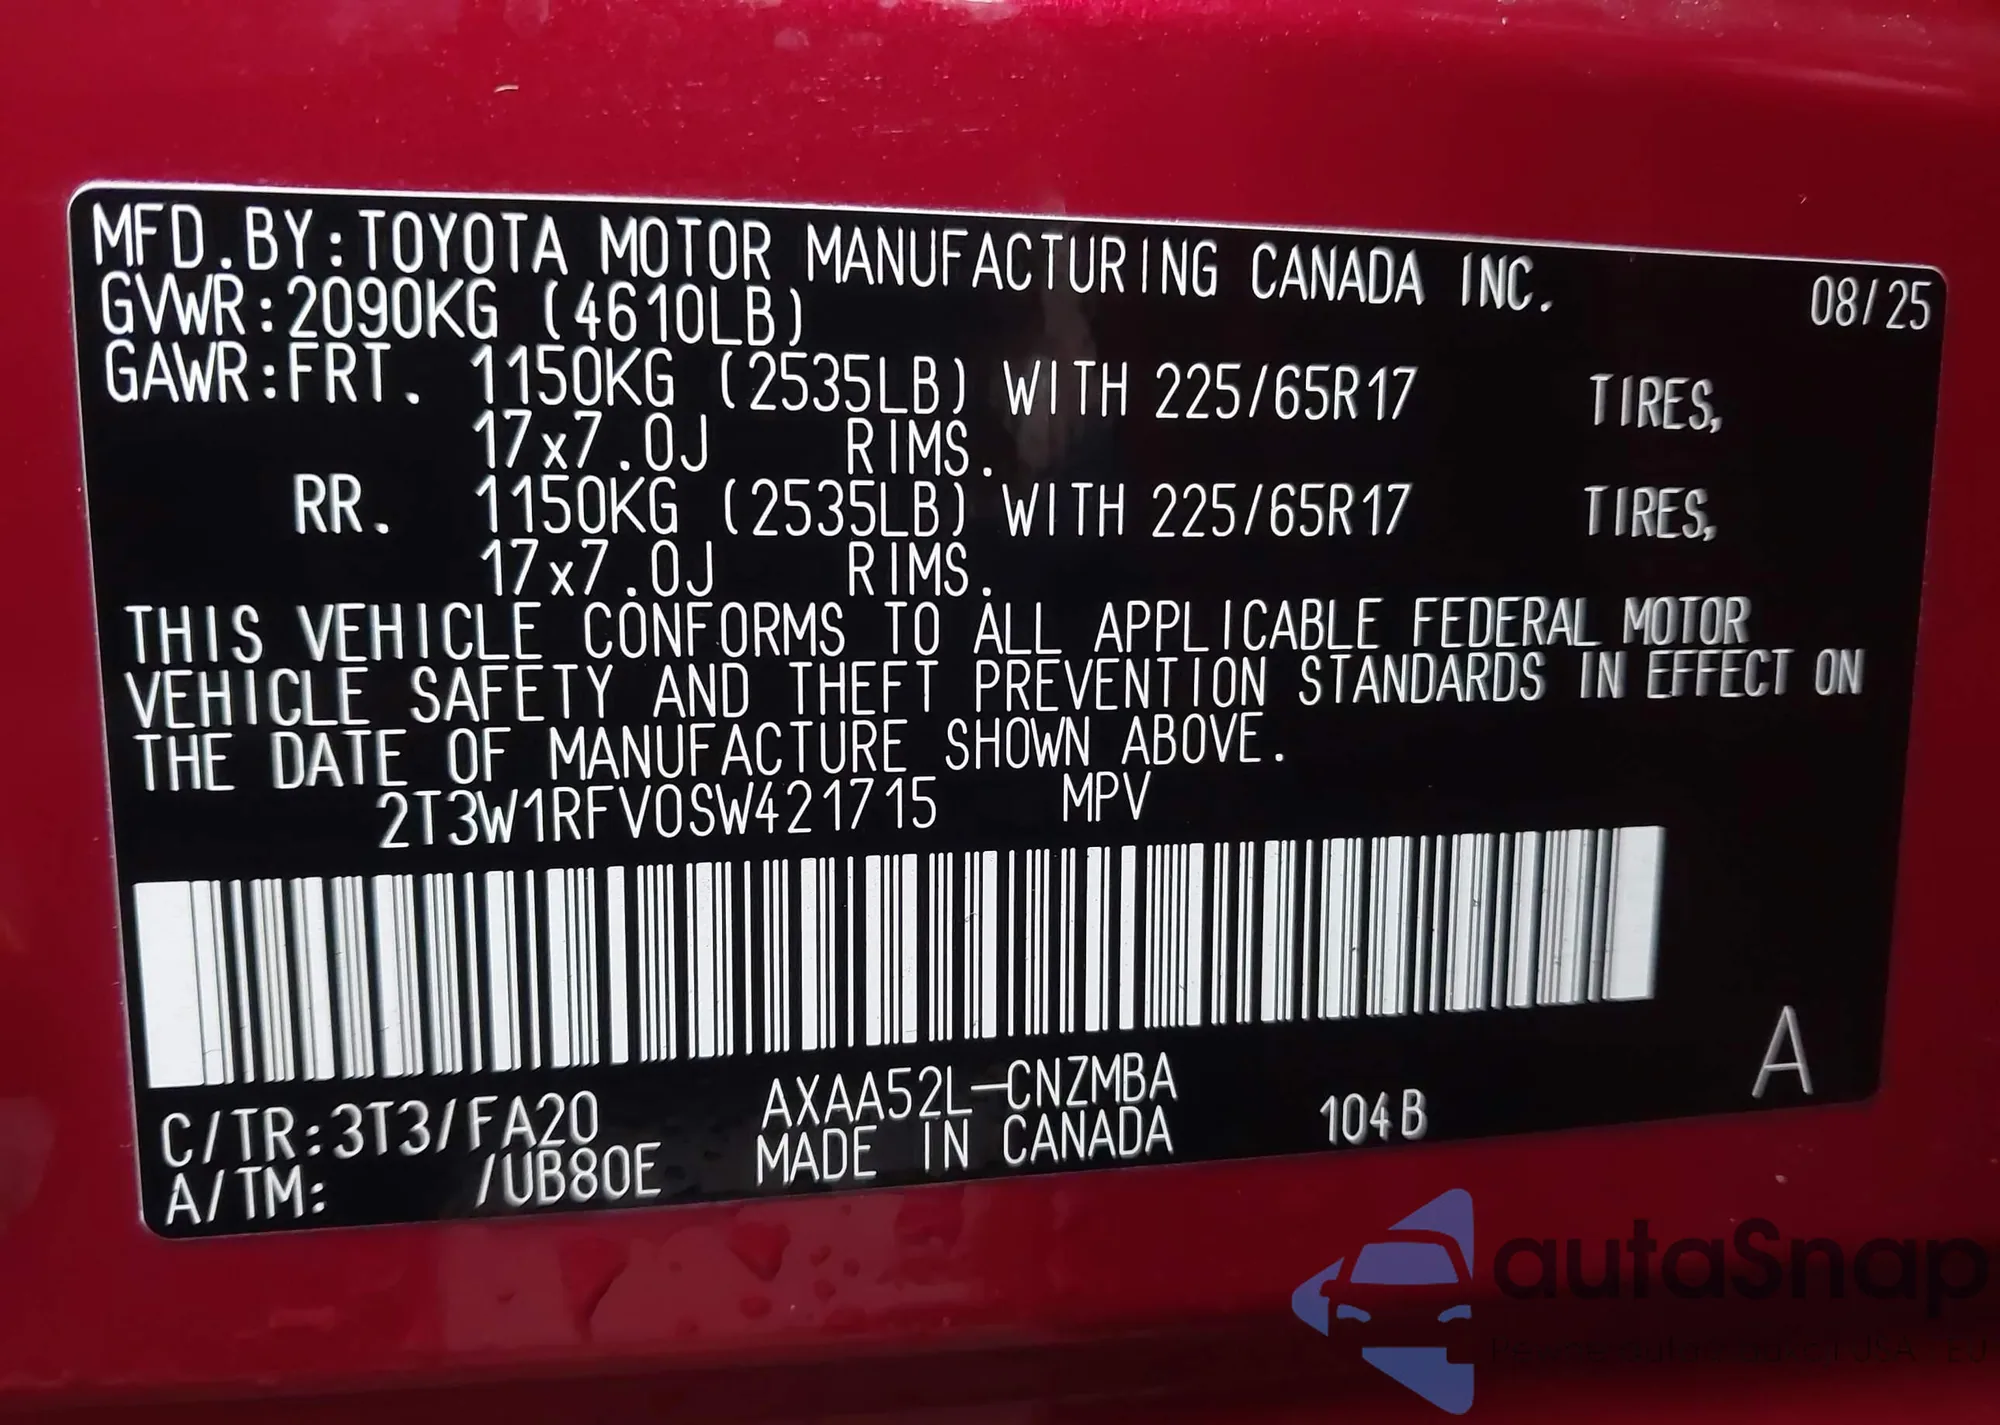 MFD.BY:TOYOTA MOTOR MANUFACTURING CANADA INC. 08/25
GVWR:2090KG (4610LB)
GAWR:FRT. 1150KG (2535LB) WITH 225/65R17 TIRES,
17x7.0J RIMS.
RR. 1150KG (2535LB) WITH 225/65R17 TIRES,
17x7.0J RIMS.
THIS VEHICLE CONFORMS TO ALL APPLICABLE FEDERAL MOTOR
VEHICLE SAFETY AND THEFT PREVENTION STANDARDS IN EFFECT ON
THE DATE OF MANUFACTURE SHOWN ABOVE.
2T3W1RFV0SW421715 MPV
A
C/TR:3T3/FA20 AXAA52L-CNZMBA 104B
A/TM: /UB80E MADE IN CANADA
autaSnap